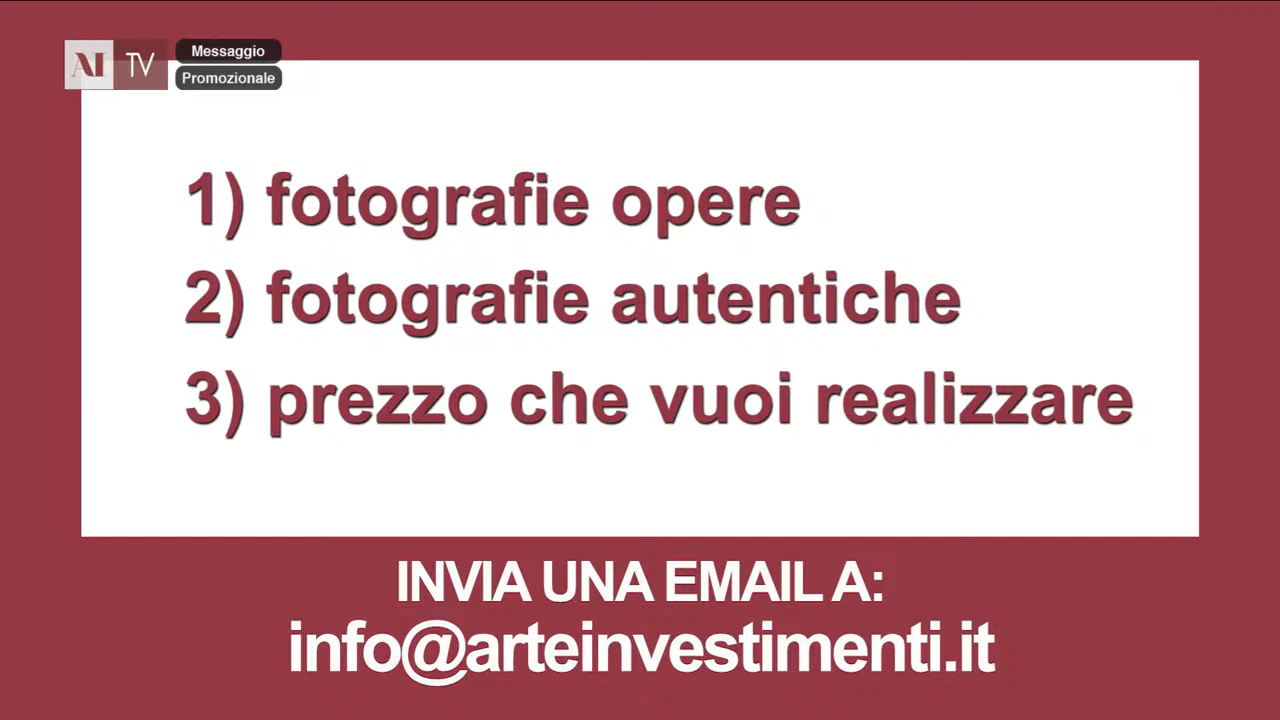 AI TV
Messaggio
Promozionale
1) fotografie opere
2) fotografie autentiche
3) prezzo che vuoi realizzare
INVIA UNA EMAIL A:
info@arteinvestimenti.it